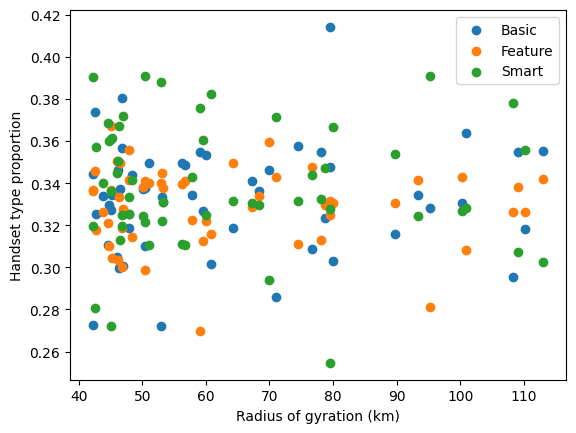 0.42
0.40
0.38
0.36
0.34
0.32
0.30
0.28
0.26
Handset type proportion
Basic
Feature
Smart
40 50 60 70 80 90 100 110
Radius of gyration (km)